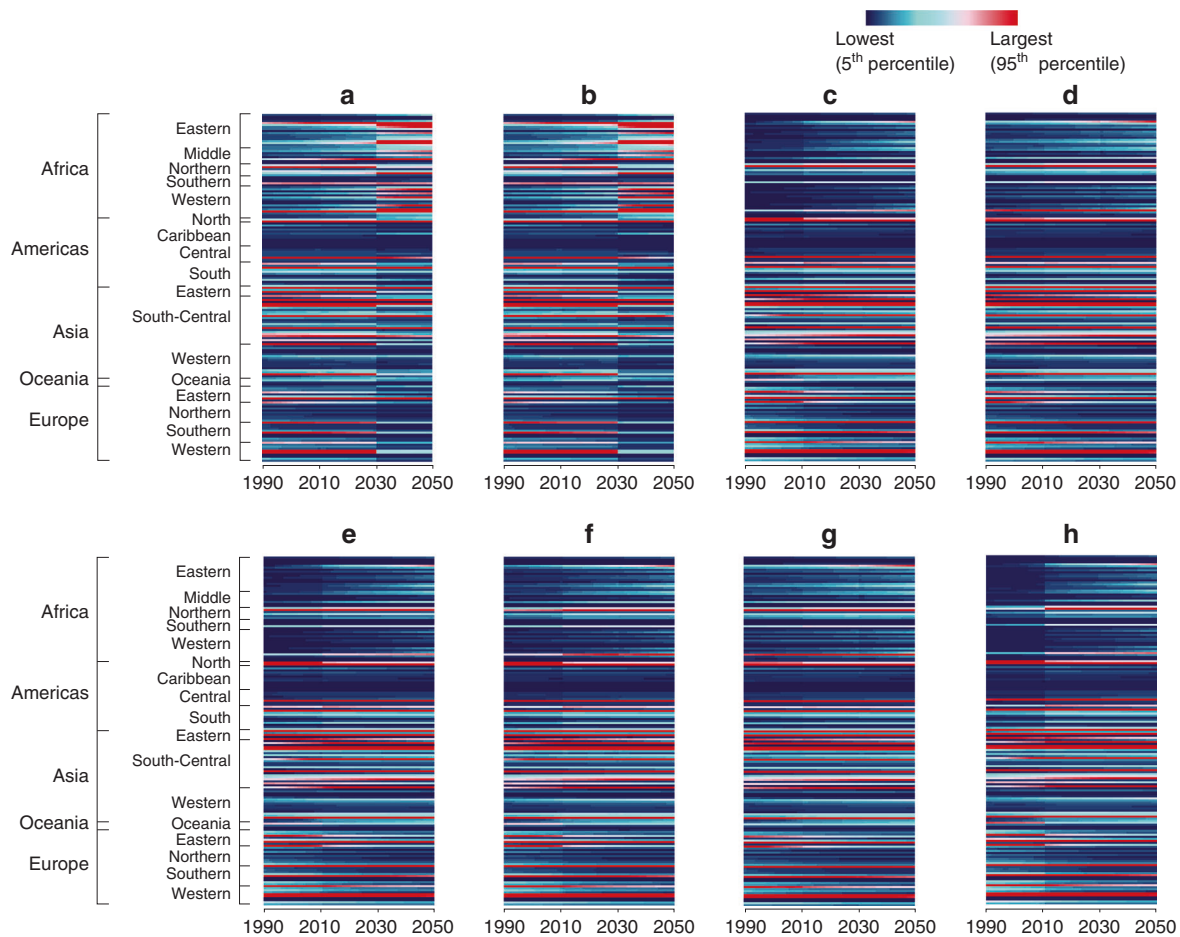 Lowest Largest
(5th percentile) (95th percentile)
a b c d
Africa
Eastern
Middle
Northern
Southern
Western
Americas
North
Caribbean
Central
South
Asia
Eastern
South-Central
Western
Oceania
Oceania
Europe
Eastern
Northern
Southern
Western
1990 2010 2030 2050 1990 2010 2030 2050 1990 2010 2030 2050 1990 2010 2030 2050
e f g h
Africa
Eastern
Middle
Northern
Southern
Western
Americas
North
Caribbean
Central
South
Asia
Eastern
South-Central
Western
Oceania
Oceania
Europe
Eastern
Northern
Southern
Western
1990 2010 2030 2050 1990 2010 2030 2050 1990 2010 2030 2050 1990 2010 2030 2050